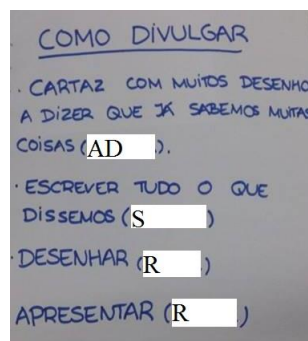 COMO DIVULGAR
. CARTAZ COM MUITOS DESENHO
A DIZER QUE JÁ SABEMOS MUITAS
COISAS (AD ).
· ESCREVER TUDO O QUE
DISSEMOS (S )
· DESENHAR (R .)
APRESENTAR (R .)